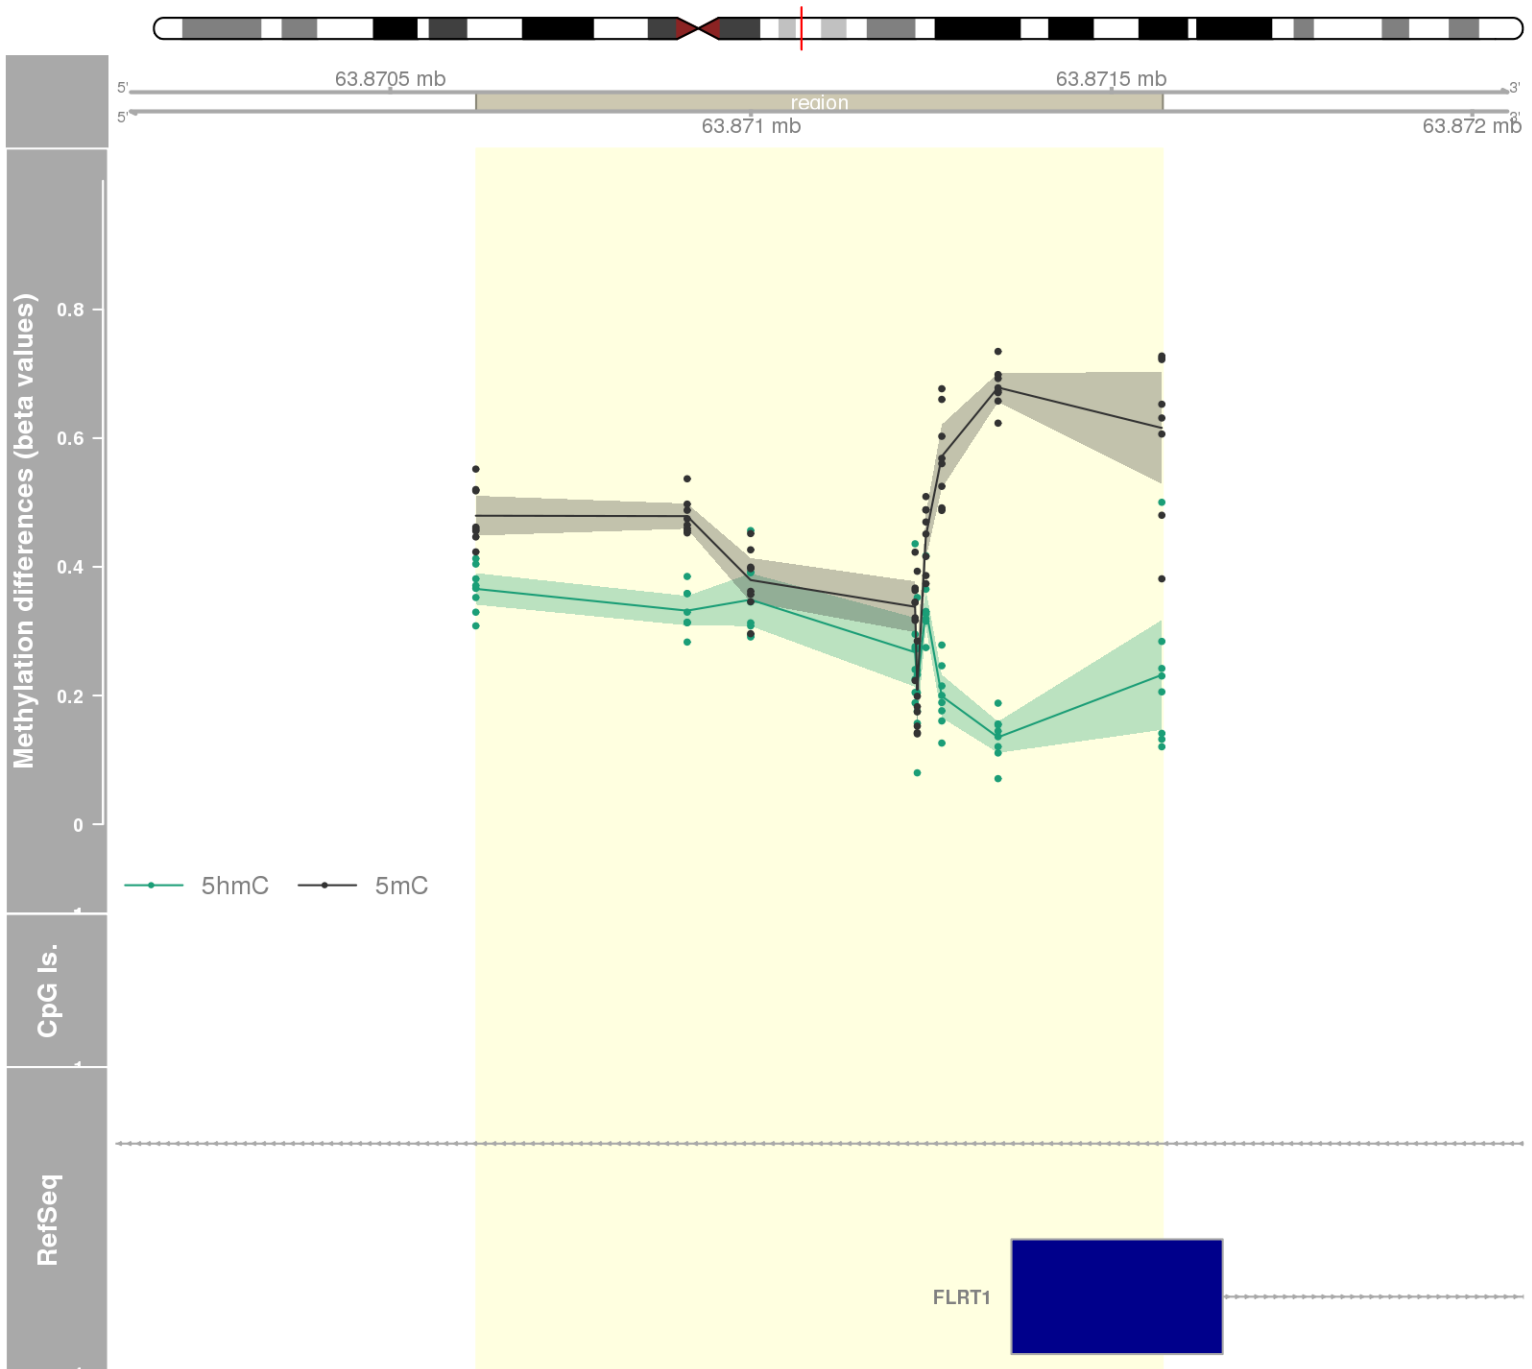 63.8705 mb
63.8715 mb
5'
3'
region
5'
3'
63.871 mb
63.872 mb
Methylation differences (beta values)
0.8
0.6
0.4
0.2
0
5hmC
5mC
CpG Is.
RefSeq
FLRT1